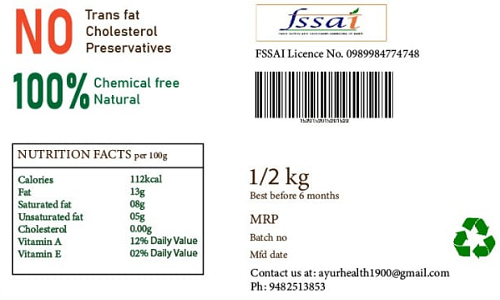 NO
Trans fat
Cholesterol
Preservatives
100%
Chemical free
Natural
fssai
FSSAI Licence No. 0989984774748
NUTRITION FACTS per 100g
Calories 112kcal
Fat 13g
Saturated fat 08g
Unsaturated fat 05g
Cholesterol 0.00g
Vitamin A 12% Daily Value
Vitamin E 02% Daily Value
1/2 kg
Best before 6 months
MRP
Batch no
Mfd date
Contact us at: ayurhealth1900@gmail.com
Ph: 9482513853